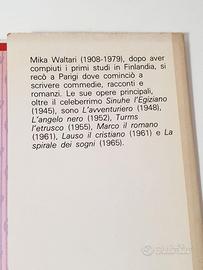 Mika Waltari (1908-1979), dopo aver
compiuti i primi studi in Finlandia, si
recò a Parigi dove cominciò a
scrivere commedie, racconti e
romanzi. Le sue opere principali,
oltre il celeberrimo Sinuhe l'Egiziano
(1945), sono L'avventuriero (1948),
L'angelo nero (1952), Turms
l'etrusco (1955), Marco il romano
(1961), Lauso il cristiano (1961) e La
spirale dei sogni (1965).
subito.it